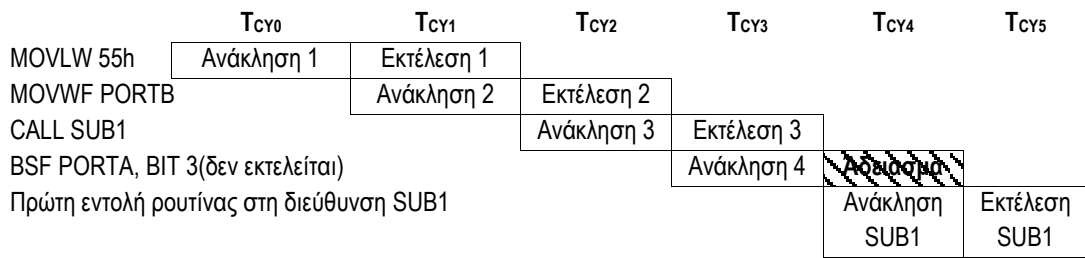 TCY0 TCY1 TCY2 TCY3 TCY4 TCY5
MOVLW 55h Ανάκληση 1 Εκτέλεση 1
MOVWF PORTB Ανάκληση 2 Εκτέλεση 2
CALL SUB1 Ανάκληση 3 Εκτέλεση 3
BSF PORTA, BIT 3(δεν εκτελείται) Ανάκληση 4 Άδειασμα
Πρώτη εντολή ρουτίνας στη διεύθυνση SUB1 Ανάκληση Εκτέλεση
SUB1 SUB1